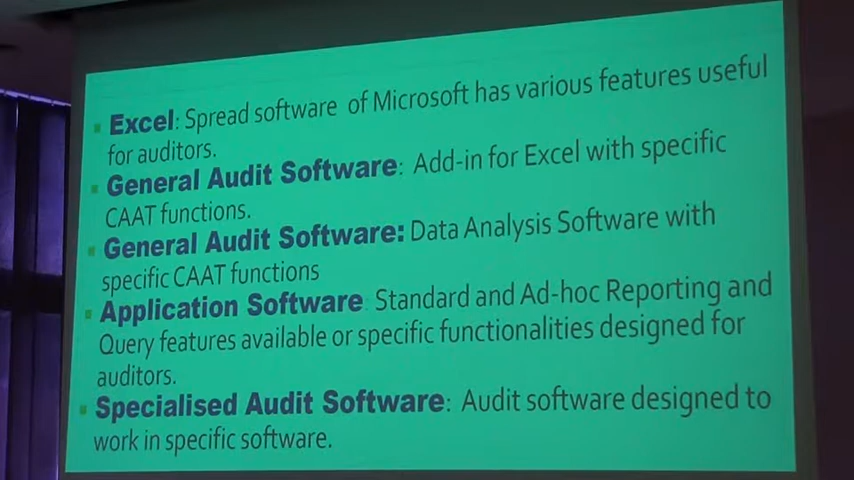 Excel: Spread software of Microsoft has various features useful
for auditors.
General Audit Software: Add-in for Excel with specific
CAAT functions.
General Audit Software: Data Analysis Software with
specific CAAT functions
Application Software. Standard and Ad-hoc Reporting and
Query features available or specific functionalities designed for
auditors.
Specialised Audit Software: Audit software designed to
work in specific software.